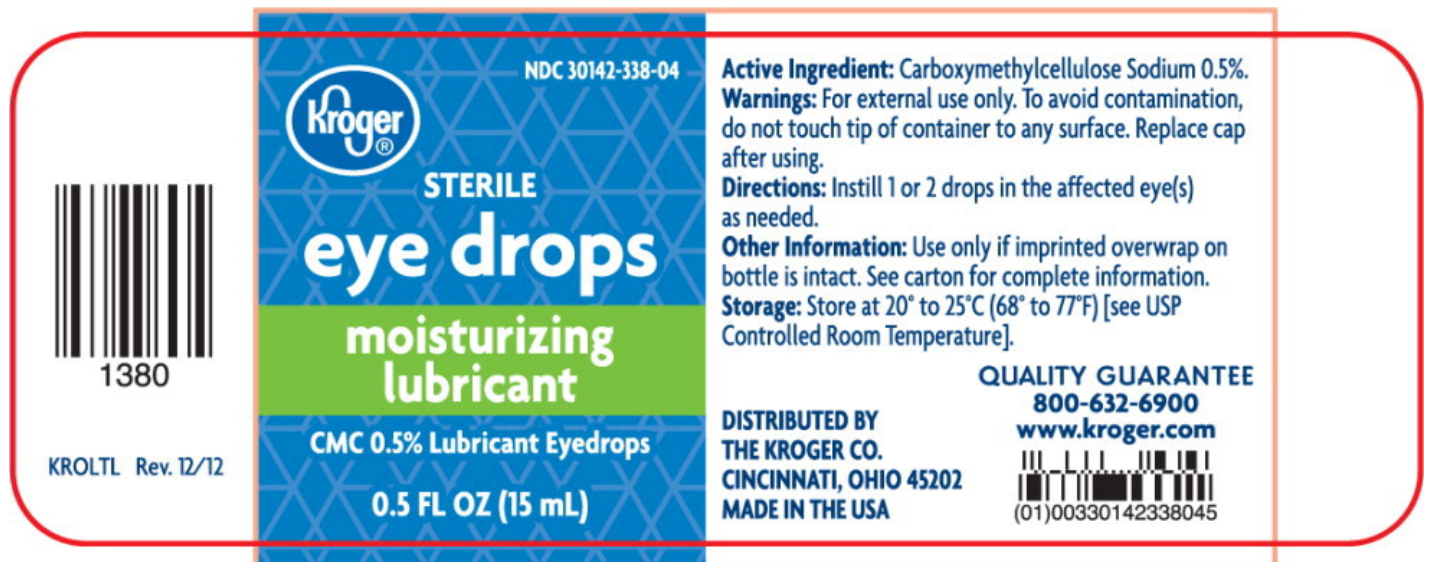 1380
KROLTL Rev. 12/12
NDC 30142-338-04
Kroger®
STERILE
eye drops
moisturizing
lubricant
CMC 0.5% Lubricant Eyedrops
0.5 FL OZ (15 mL)
Active Ingredient: Carboxymethylcellulose Sodium 0.5%.
Warnings: For external use only. To avoid contamination,
do not touch tip of container to any surface. Replace cap
after using.
Directions: Instill 1 or 2 drops in the affected eye(s)
as needed.
Other Information: Use only if imprinted overwrap on
bottle is intact. See carton for complete information.
Storage: Store at 20° to 25°C (68° to 77°F) [see USP
Controlled Room Temperature].
DISTRIBUTED BY
THE KROGER CO.
CINCINNATI, OHIO 45202
MADE IN THE USA
QUALITY GUARANTEE
800-632-6900
www.kroger.com
(01)00330142338045